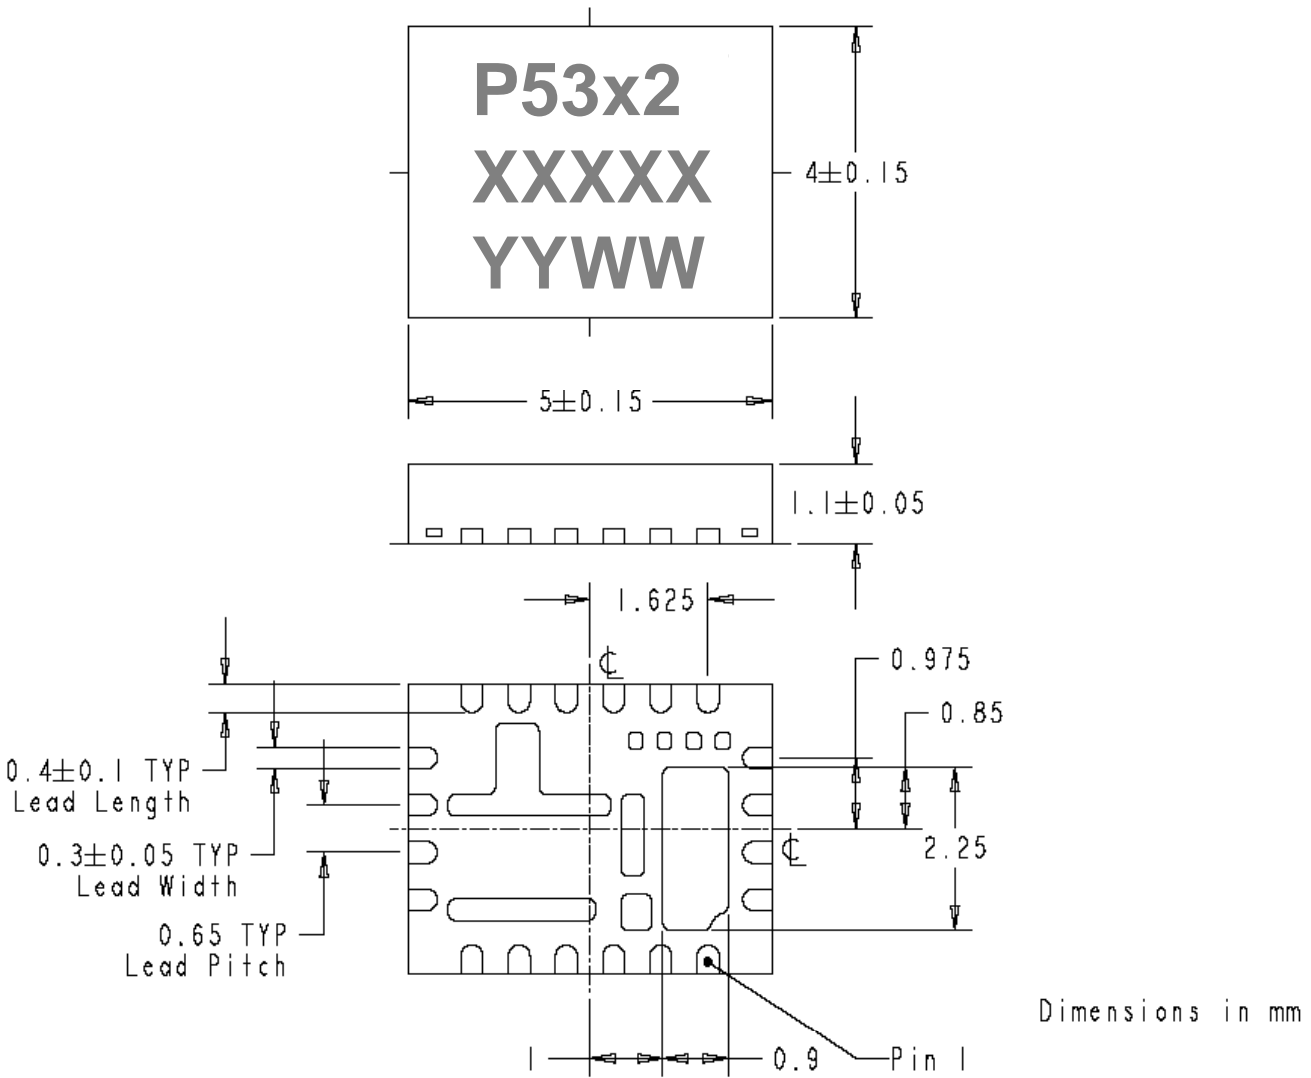 P53x2
XXXXX
YYWW
4±0.15
5±0.15
1.1±0.05
1.625
CL
0.975
0.85
0.4±0.1 TYP
Lead Length
0.3±0.05 TYP
Lead Width
2.25
CL
0.65 TYP
Lead Pitch
Dimensions in mm
1
0.9
Pin 1